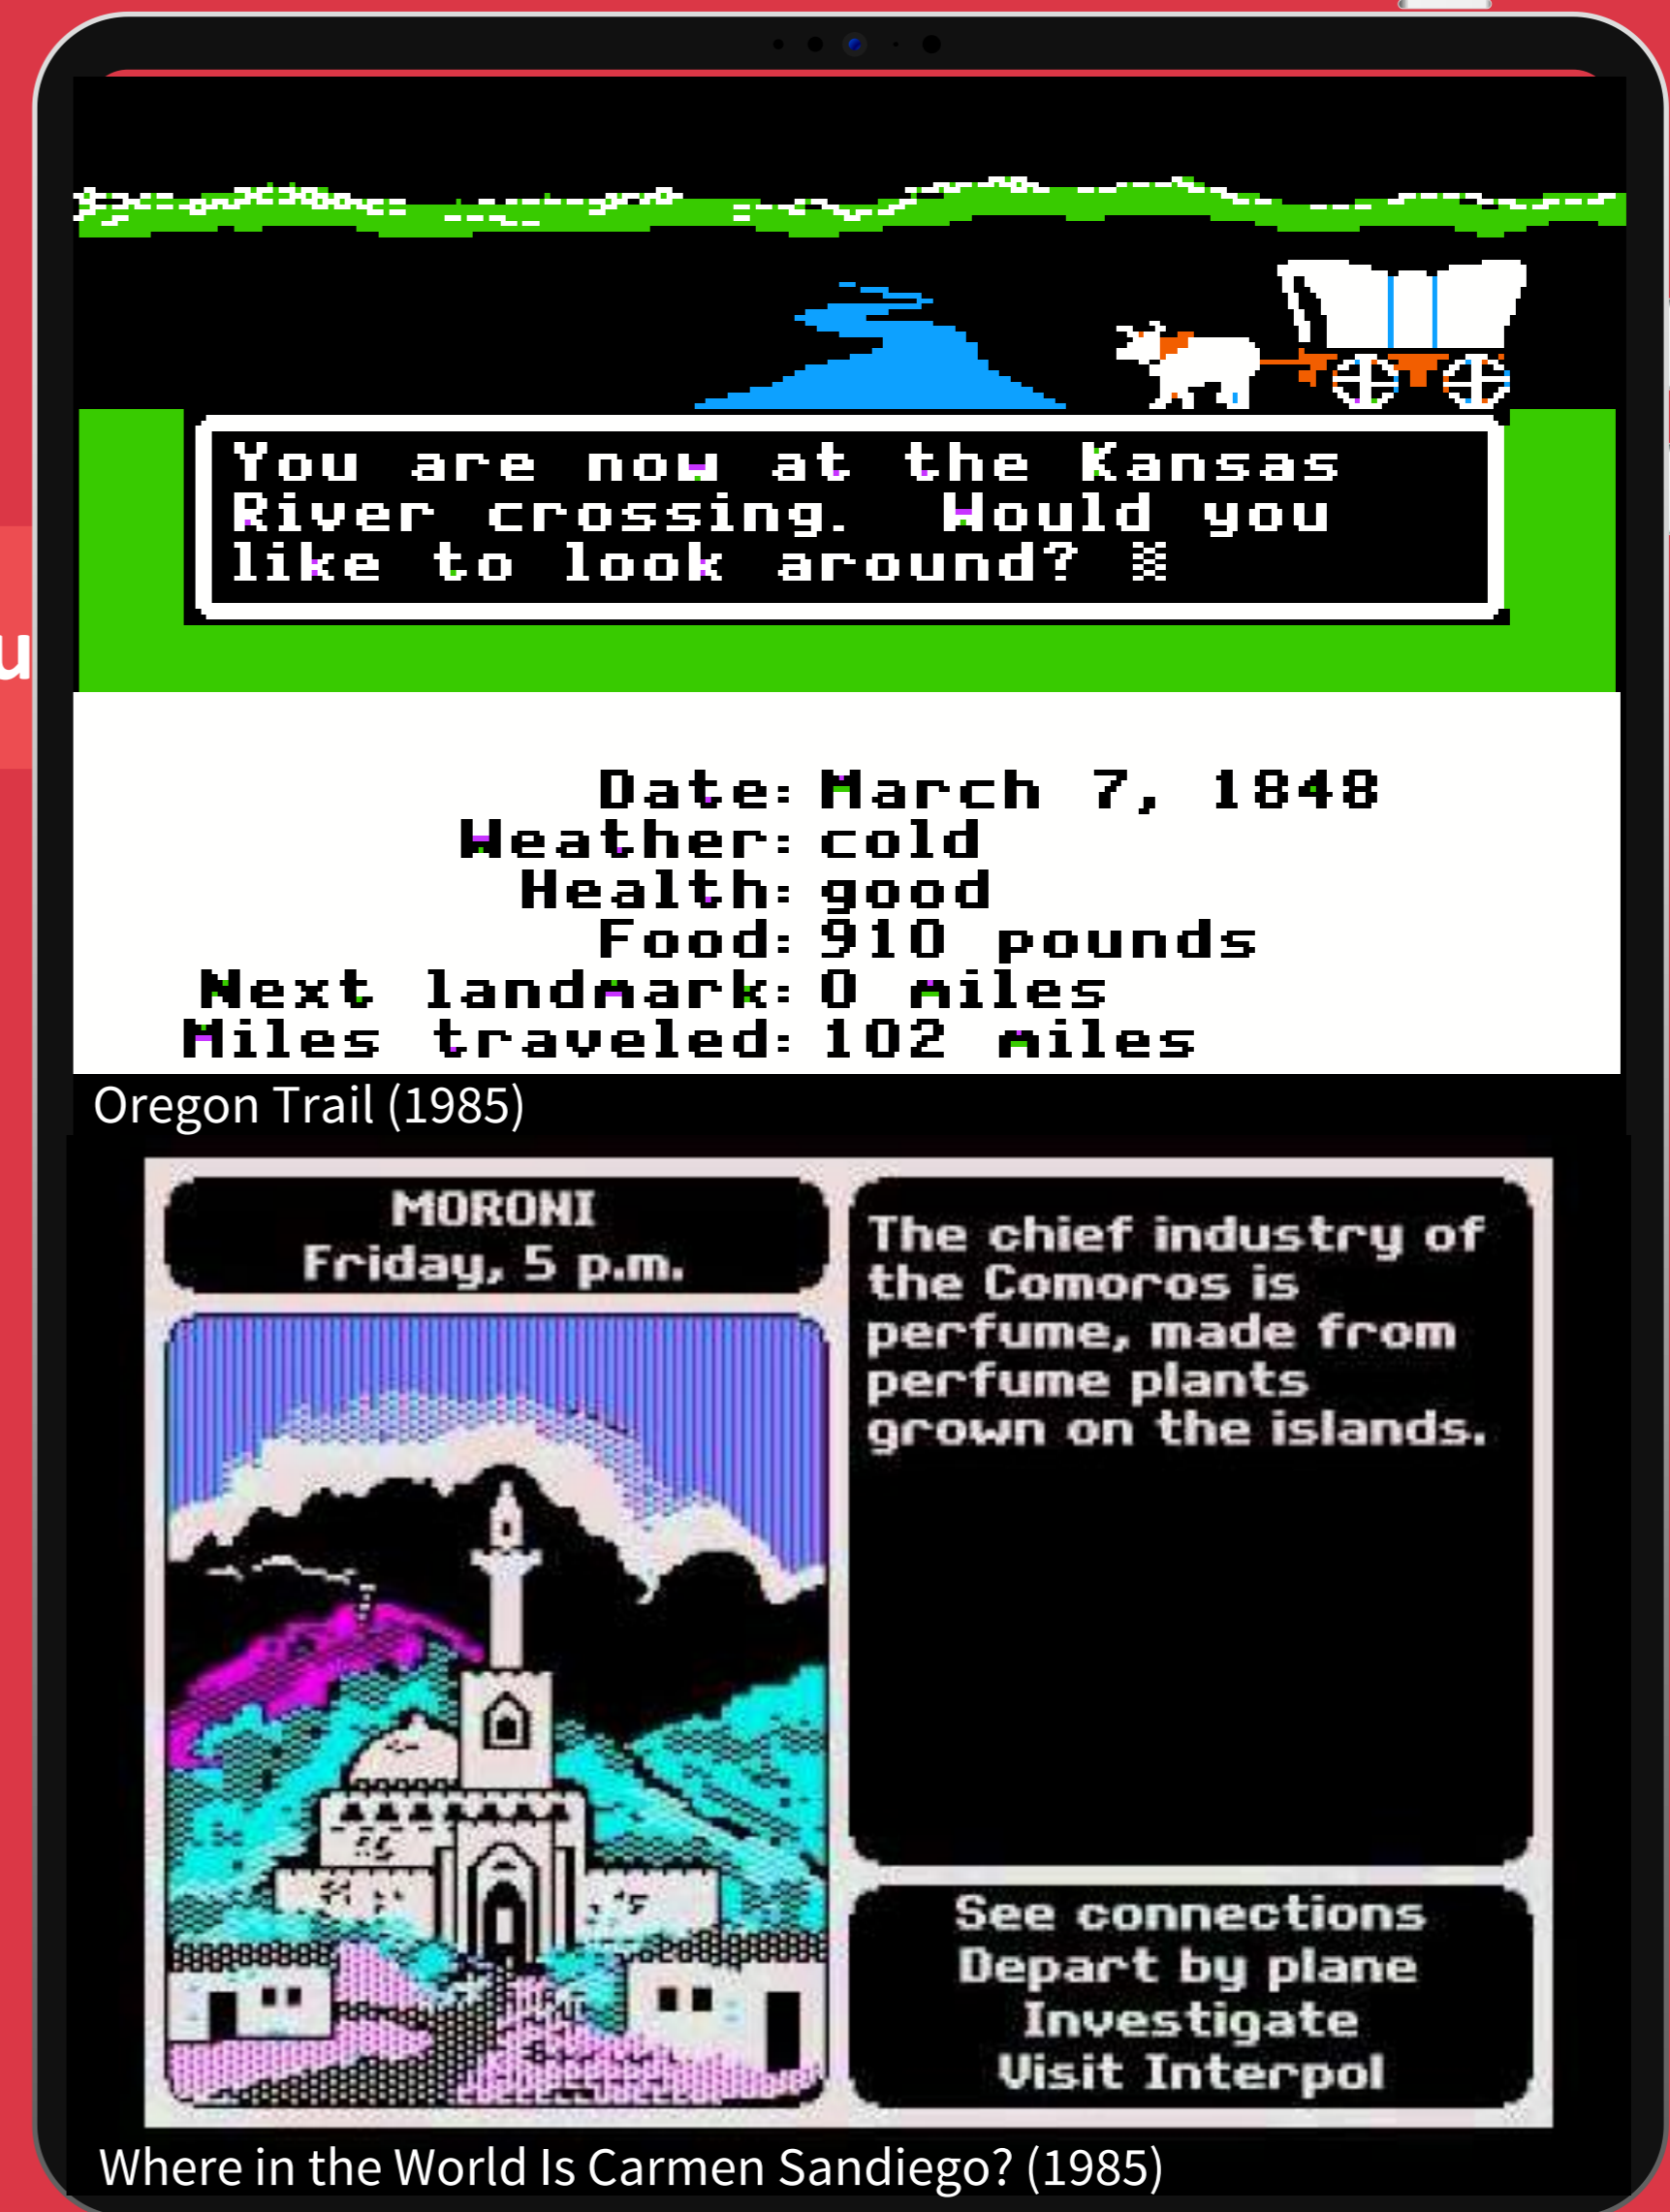 You are now at the Kansas
River crossing. Would you
like to look around?
Date: March 7, 1848
Weather: cold
Health: good
Food: 910 pounds
Next landmark: 0 miles
Miles traveled: 102 miles
Oregon Trail (1985)
MORONI
Friday, 5 p.m.
The chief industry of
the Comoros is
perfume, made from
perfume plants
grown on the islands.
See connections
Depart by plane
Investigate
Visit Interpol
Where in the World Is Carmen Sandiego? (1985)